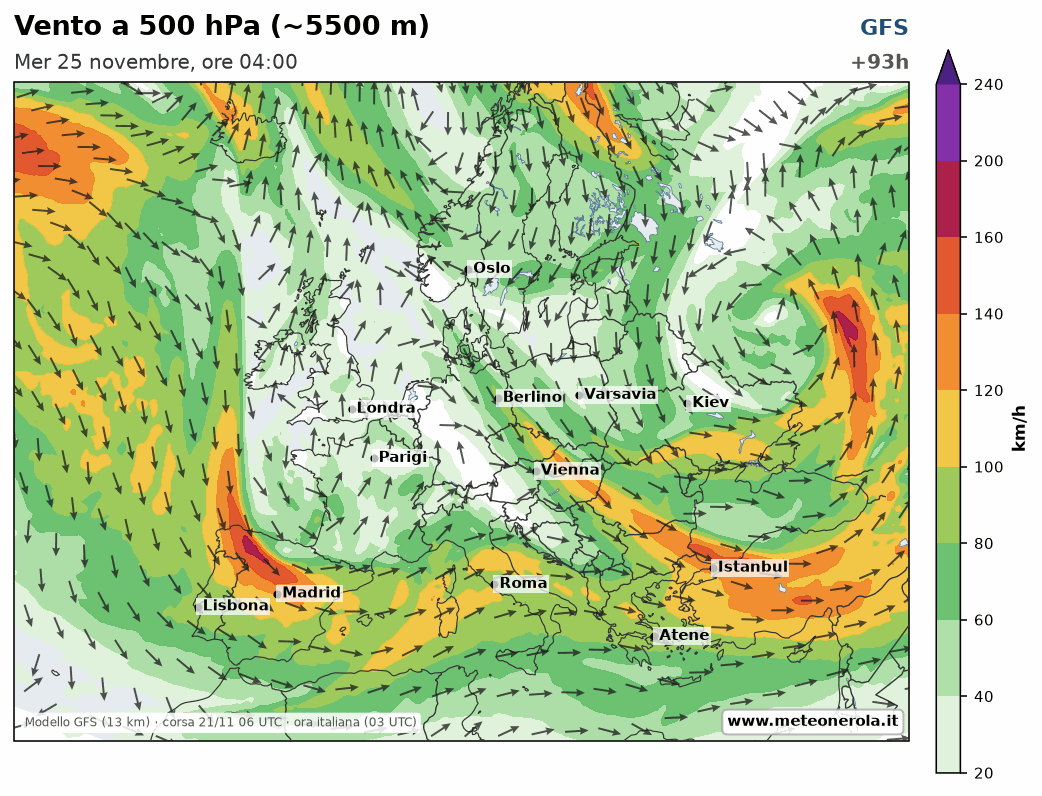 Vento a 500 hPa (~5500 m)
GFS
Mer 25 novembre, ore 04:00
+93h
240
200
160
140
120
100
80
60
40
20
km/h
Oslo
Londra
Berlino
Varsavia
Kiev
Parigi
Vienna
Istanbul
Roma
Madrid
Lisbona
Atene
Modello GFS (13 km) · corsa 21/11 06 UTC · ora italiana (03 UTC)
www.meteonerola.it